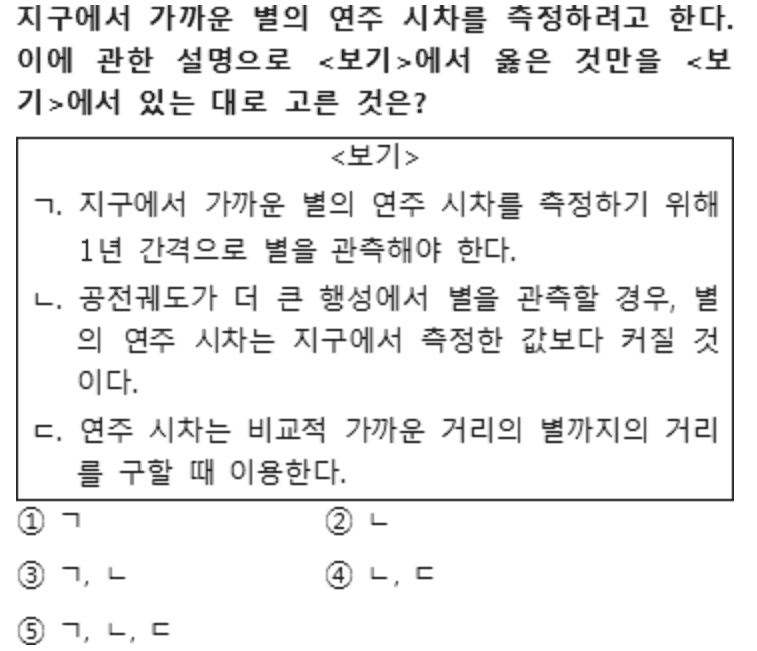 지구에서 가까운 별의 연주 시차를 측정하려고 한다.
이에 관한 설명으로 <보기>에서 옳은 것만을 <보
기>에서 있는 대로 고른 것은?
<보기>
ㄱ. 지구에서 가까운 별의 연주 시차를 측정하기 위해
1년 간격으로 별을 관측해야 한다.
ㄴ. 공전궤도가 더 큰 행성에서 별을 관측할 경우, 별
의 연주 시차는 지구에서 측정한 값보다 커질 것
이다.
ㄷ. 연주 시차는 비교적 가까운 거리의 별까지의 거리
를 구할 때 이용한다.
① ㄱ ② ㄴ
③ ㄱ, ㄴ ④ ㄴ, ㄷ
⑤ ㄱ, ㄴ, ㄷ